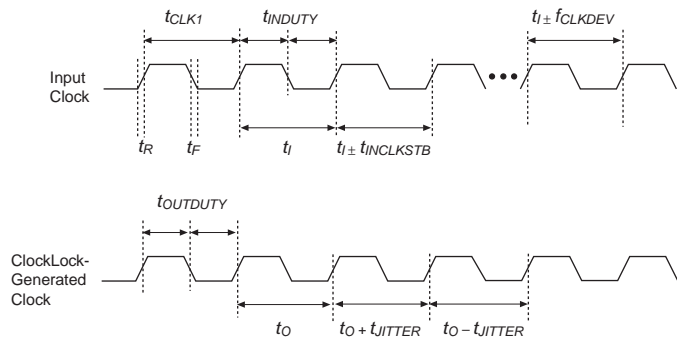 tCLK1 tINDUTY tI ± fCLKDEV
Input
Clock
tR tF tI tI ± tINCLKSTB
tOUTDUTY
ClockLock-
Generated
Clock
tO tO + tJITTER tO – tJITTER